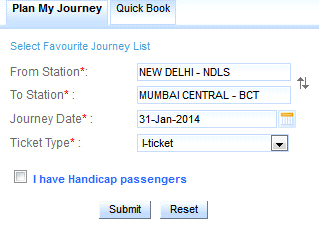 Plan My Journey Quick Book
Select Favourite Journey List
From Station*: NEW DELHI - NDLS
To Station* : MUMBAI CENTRAL - BCT
Journey Date* : 31-Jan-2014
Ticket Type* : I-ticket
I have Handicap passengers
Submit Reset